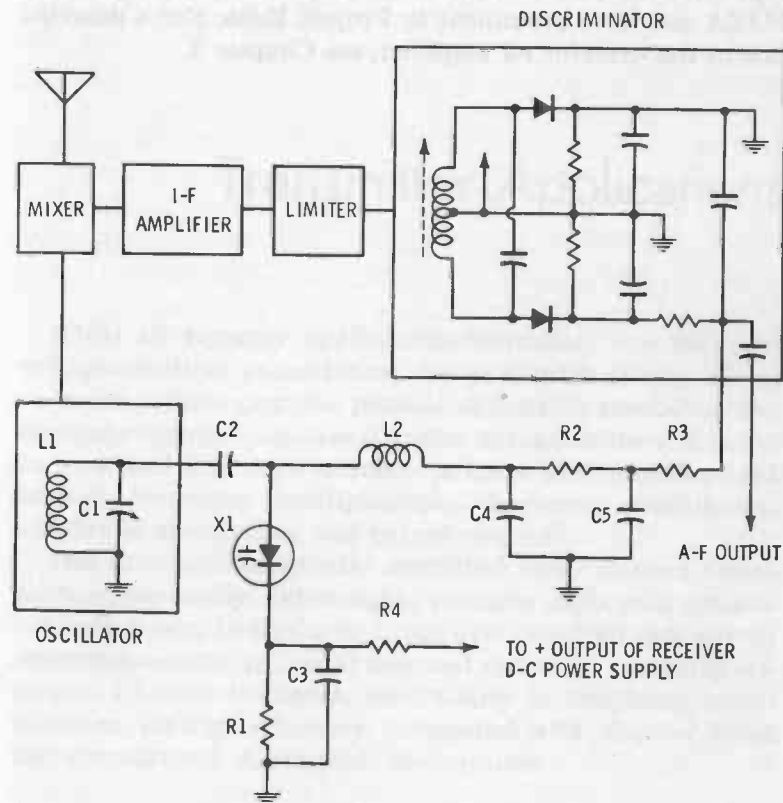 DISCRIMINATOR
MIXER
I-F
AMPLIFIER
LIMITER
L1
C1
C2
L2
R2
R3
X1
C4
C5
A-F OUTPUT
OSCILLATOR
R4
TO + OUTPUT OF RECEIVER
D-C POWER SUPPLY
C3
R1